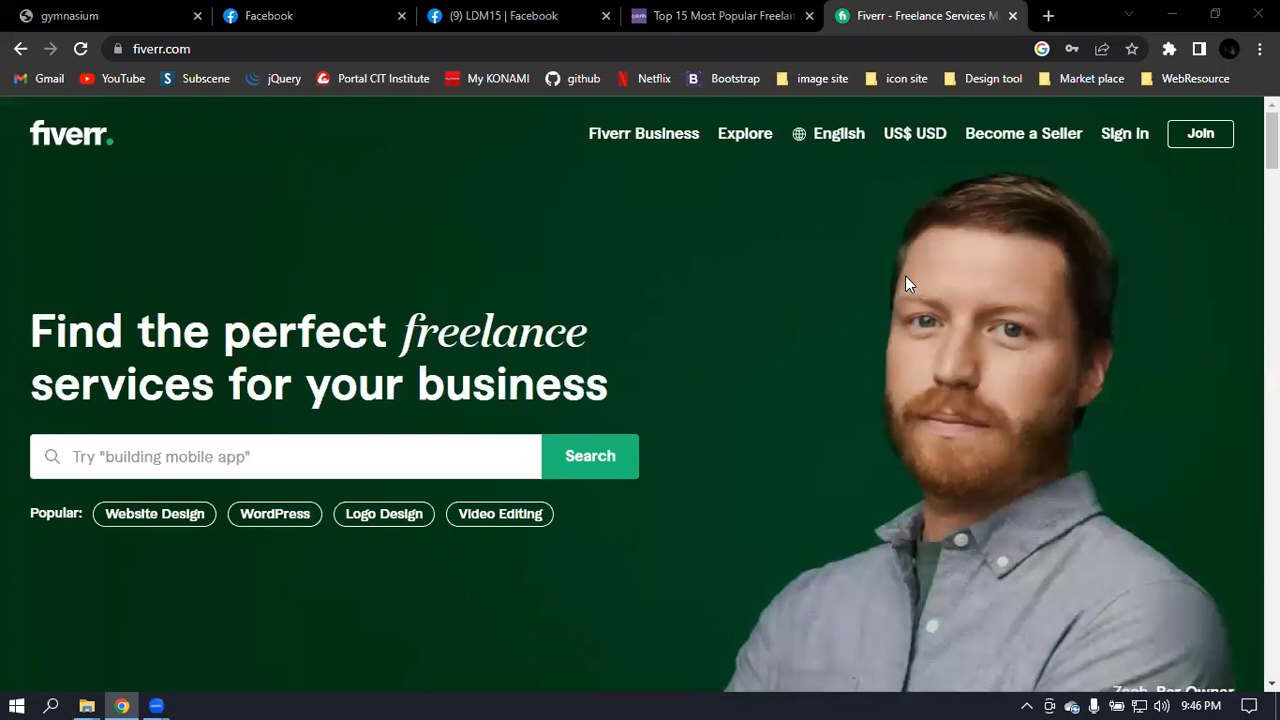 gymnasium
Facebook
(9) LDM15 | Facebook
Top 15 Most Popular Freelan
Fiverr - Freelance Services M
fiverr.com
Gmail
YouTube
Subscene
jQuery
Portal CIT Institute
My KONAMI
github
Netflix
Bootstrap
image site
icon site
Design tool
Market place
WebResource
fiverr.
Fiverr Business
Explore
English
US$ USD
Become a Seller
Sign in
Join
Find the perfect freelance
services for your business
Try "building mobile app"
Search
Popular:
Website Design
WordPress
Logo Design
Video Editing
Zach, Bar Owner
9:46 PM